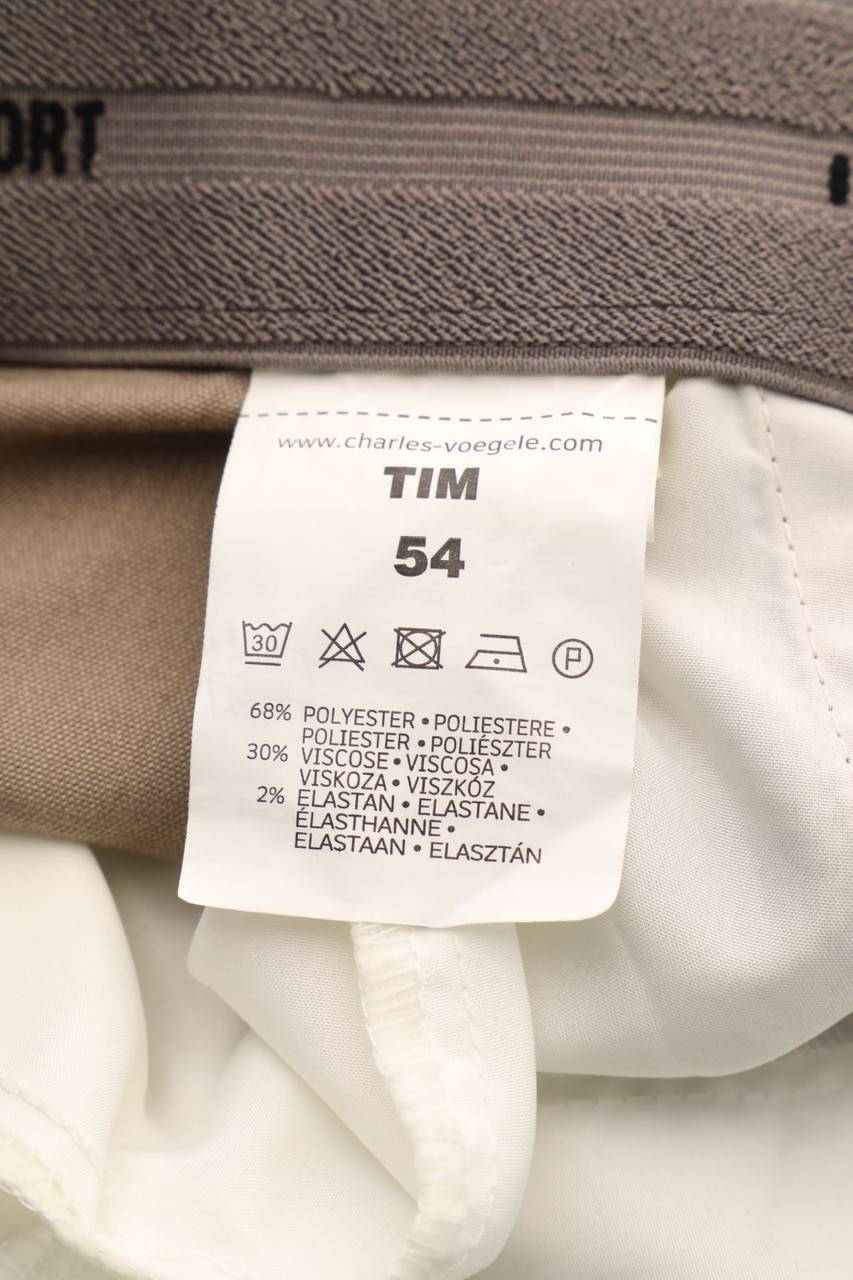 ORT
www.charles-voegele.com
TIM
54
30
P
68% POLYESTER • POLIESTERE •
POLIESTER • POLIÉSZTER
30% VISCOSE • VISCOSA •
VISKOZA • VISZKÓZ
2% ELASTAN • ELASTANE •
ÉLASTHANNE •
ELASTAAN • ELASZTÁN